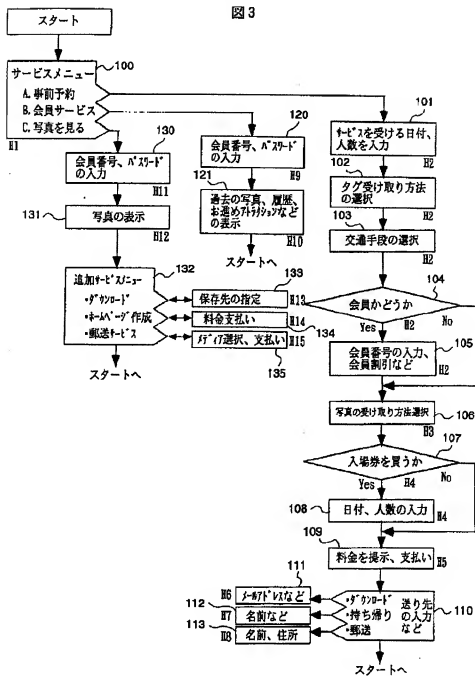 図3
スタート
サービスメニュー
A. 事前予約
B. 会員サービス
C. 写真を見る
100
H1
130
会員番号、パスワード
の入力
H11
131
写真の表示
H12
132
追加サービスメニュー
・ダウンロード
・ホームページ作成
・郵送サービス
スタートへ
133
保存先の指定
H13
134
料金支払い
H14
135
メディア選択、支払い
H15
120
会員番号、パスワード
の入力
H9
121
過去の写真、履歴、
お進めアトラクションなど
の表示
H10
スタートへ
101
サービスを受ける日付、
人数を入力
H2
102
タグ受け取り方法
の選択
H2
103
交通手段の選択
H2
104
会員かどうか
Yes
No
H2
105
会員番号の入力、
会員割引など
H2
106
写真の受け取り方法選択
H3
107
入場券を買うか
Yes
No
H4
108
日付、人数の入力
H4
109
料金を提示、支払い
H5
110
・ダウンロード
・持ち帰り
・郵送
送り先
の入力
など
111
H6
メールアドレスなど
112
H7
名前など
113
H8
名前、住所
スタートへ